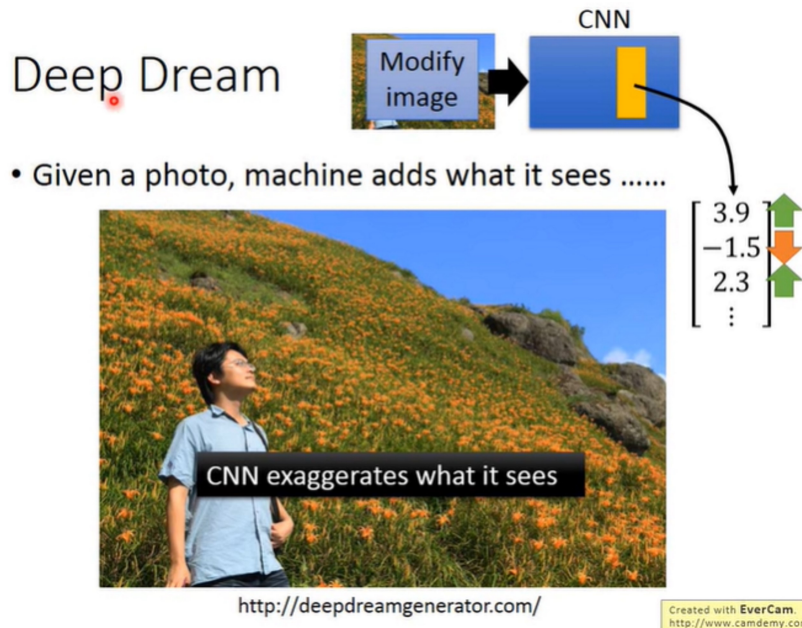 Deep Dream
CNN
Modify
image
• Given a photo, machine adds what it sees ......
3.9
−1.5
2.3
⋮
CNN exaggerates what it sees
http://deepdreamgenerator.com/
Created with EverCam.
http://www.camdemy.com